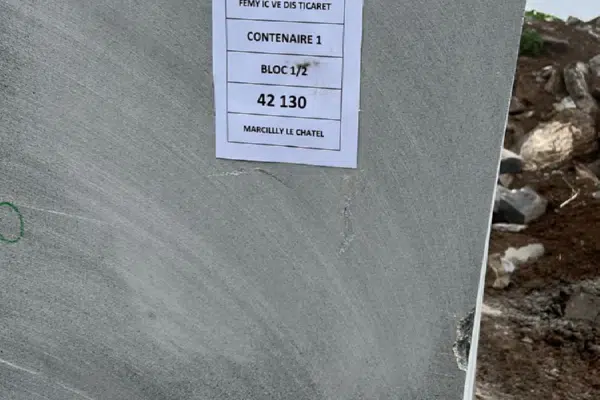 FEMY IC VE DIS TICARET
CONTENAIRE 1
BLOC 1/2
42 130
MARCILLLY LE CHATEL